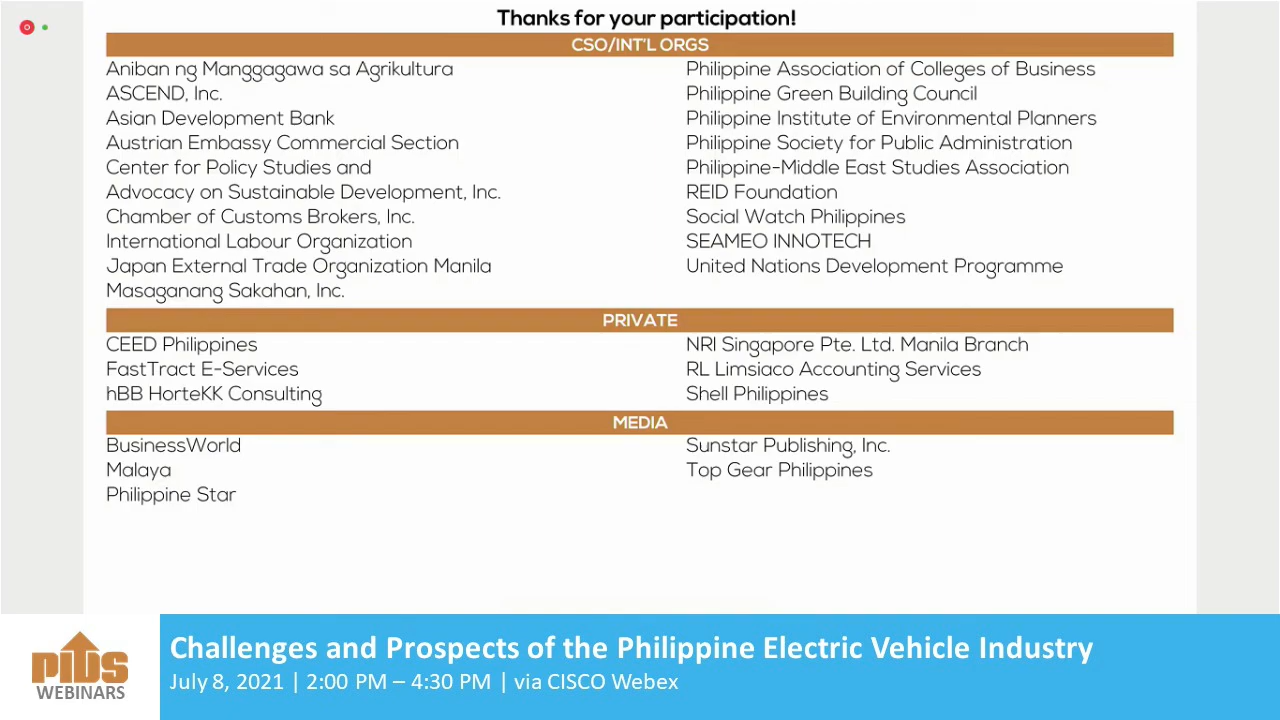 Thanks for your participation!
CSO/INT'L ORGS
Aniban ng Manggagawa sa Agrikultura
ASCEND, Inc.
Asian Development Bank
Austrian Embassy Commercial Section
Center for Policy Studies and
Advocacy on Sustainable Development, Inc.
Chamber of Customs Brokers, Inc.
International Labour Organization
Japan External Trade Organization Manila
Masaganang Sakahan, Inc.
Philippine Association of Colleges of Business
Philippine Green Building Council
Philippine Institute of Environmental Planners
Philippine Society for Public Administration
Philippine-Middle East Studies Association
REID Foundation
Social Watch Philippines
SEAMEO INNOTECH
United Nations Development Programme
PRIVATE
CEED Philippines
FastTract E-Services
hBB HorteKK Consulting
NRI Singapore Pte. Ltd. Manila Branch
RL Limsiaco Accounting Services
Shell Philippines
MEDIA
BusinessWorld
Malaya
Philippine Star
Sunstar Publishing, Inc.
Top Gear Philippines
PIDS
WEBINARS
Challenges and Prospects of the Philippine Electric Vehicle Industry
July 8, 2021 | 2:00 PM – 4:30 PM | via CISCO Webex